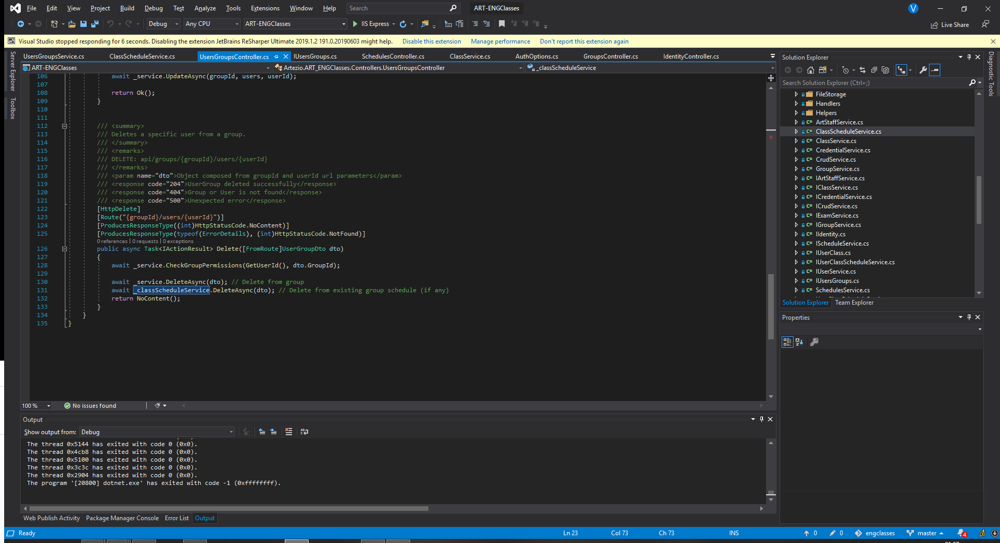 File Edit View Project Build Debug Test Analyze Tools Extensions Window Help Search ART-ENGClasses V
Debug Any CPU ART-ENGClasses IIS Express Live Share
Visual Studio stopped responding for 6 seconds. Disabling the extension JetBrains ReSharper Ultimate 2019.1.2 191.0.20190603 might help. Disable this extension Manage performance Don't report this extension again
Server Explorer
Toolbox
UsersGroupsService.cs ClassScheduleService.cs UsersGroupsController.cs IUsersGroups.cs SchedulesController.cs ClassService.cs AuthOptions.cs GroupsController.cs IdentityController.cs
ART-ENGClasses Artezio.ART_ENGClasses.Controllers.UsersGroupsController _classScheduleService
106 await _service.UpdateAsync(groupId, users, userId);
107
108 return Ok();
109 }
110
111
112 /// <summary>
113 /// Deletes a specific user from a group.
114 /// </summary>
115 /// <remarks>
116 /// DELETE: api/groups/{groupId}/users/{userId}
117 /// </remarks>
118 /// <param name="dto">Object composed from groupId and userId url parameters</param>
119 /// <response code="204">UserGroup deleted successfully</response>
120 /// <response code="404">Group or User is not found</response>
121 /// <response code="500">Unexpected error</response>
122 [HttpDelete]
123 [Route("{groupId}/users/{userId}")]
124 [ProducesResponseType((int)HttpStatusCode.NoContent)]
125 [ProducesResponseType(typeof(ErrorDetails), (int)HttpStatusCode.NotFound)]
0 references | 0 requests | 0 exceptions
126 public async Task<IActionResult> Delete([FromRoute]UserGroupDto dto)
127 {
128 await _service.CheckGroupPermissions(GetUserId(), dto.GroupId);
129
130 await _service.DeleteAsync(dto); // Delete from group
131 await _classScheduleService.DeleteAsync(dto); // Delete from existing group schedule (if any)
132 return NoContent();
133 }
134 }
135 }
100 % No issues found
Output
Show output from: Debug
The thread 0x5144 has exited with code 0 (0x0).
The thread 0x4cb8 has exited with code 0 (0x0).
The thread 0x5100 has exited with code 0 (0x0).
The thread 0x3c3c has exited with code 0 (0x0).
The thread 0x2904 has exited with code 0 (0x0).
The program '[20800] dotnet.exe' has exited with code -1 (0xffffffff).
Web Publish Activity Package Manager Console Error List Output
Solution Explorer
Search Solution Explorer (Ctrl+;)
FileStorage
Handlers
Helpers
C# ArtStaffService.cs
C# ClassScheduleService.cs
C# ClassService.cs
C# CredentialService.cs
C# CrudService.cs
C# GroupService.cs
C# IArtStaffService.cs
C# IClassService.cs
C# ICredentialService.cs
C# ICrudService.cs
C# IExamService.cs
C# IGroupService.cs
C# IIdentity.cs
C# IScheduleService.cs
C# IUserClass.cs
C# IUserClassScheduleService.cs
C# IUserService.cs
C# IUsersGroups.cs
C# SchedulesService.cs
Solution Explorer Team Explorer
Properties
Diagnostic Tools
Ready Ln 23 Col 73 Ch 73 INS 0 0 engclasses master 4